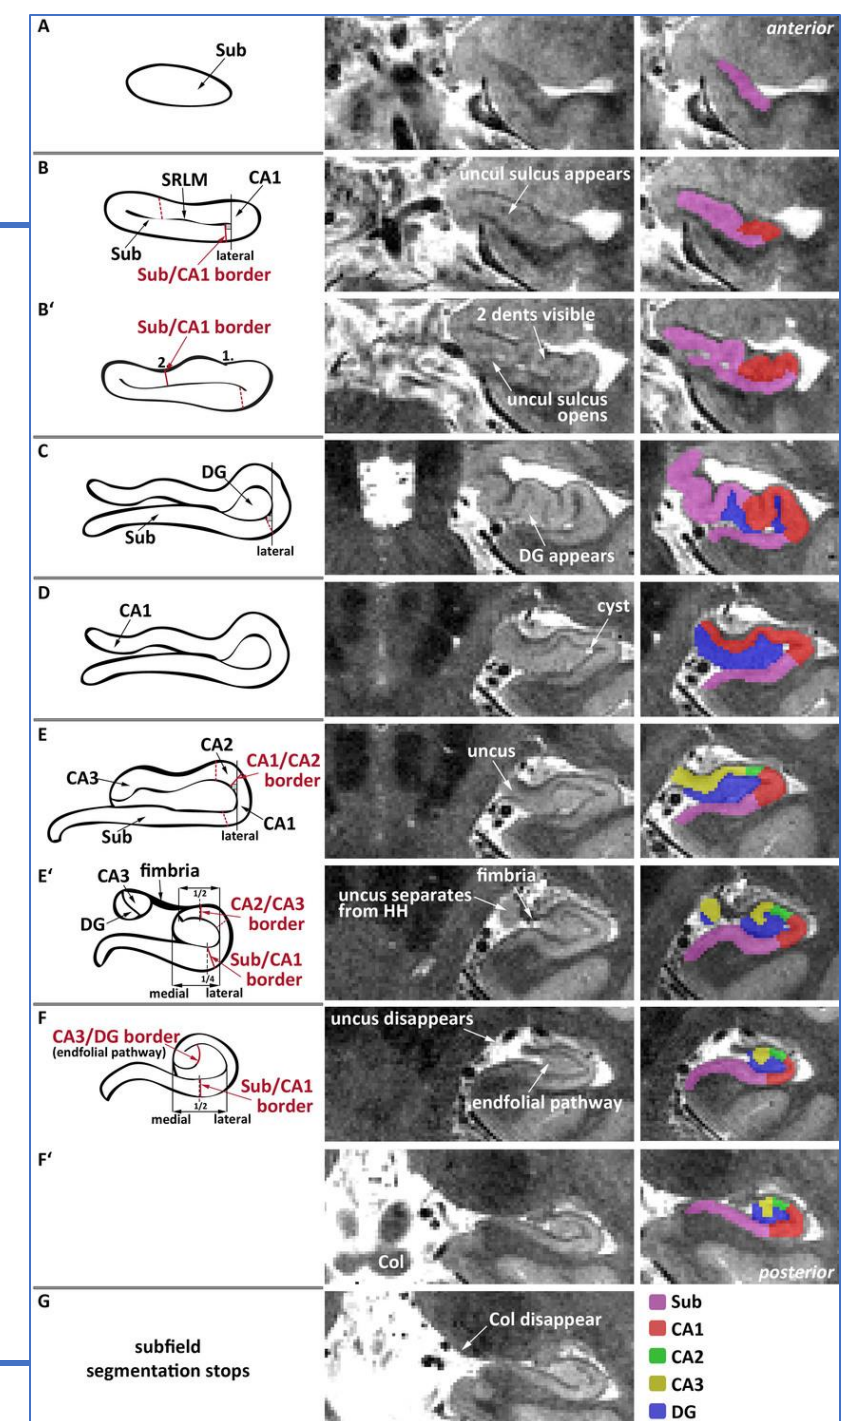 A
Sub
anterior
B
SRLM
CA1
Sub
lateral
Sub/CA1 border
uncul sulcus appears
B'
Sub/CA1 border
2.
1.
2 dents visible
uncul sulcus
opens
C
DG
Sub
lateral
DG appears
D
CA1
cyst
E
CA2
CA1/CA2
border
CA3
CA1
Sub
lateral
uncus
E'
CA3
fimbria
1/2
CA2/CA3
border
DG
Sub/CA1
border
1/4
medial
lateral
fimbria
uncus separates
from HH
F
CA3/DG border
(endfolial pathway)
Sub/CA1
border
1/2
medial
lateral
uncus disappears
endfolial pathway
F'
Col
posterior
G
subfield
segmentation stops
Col disappear
Sub
CA1
CA2
CA3
DG